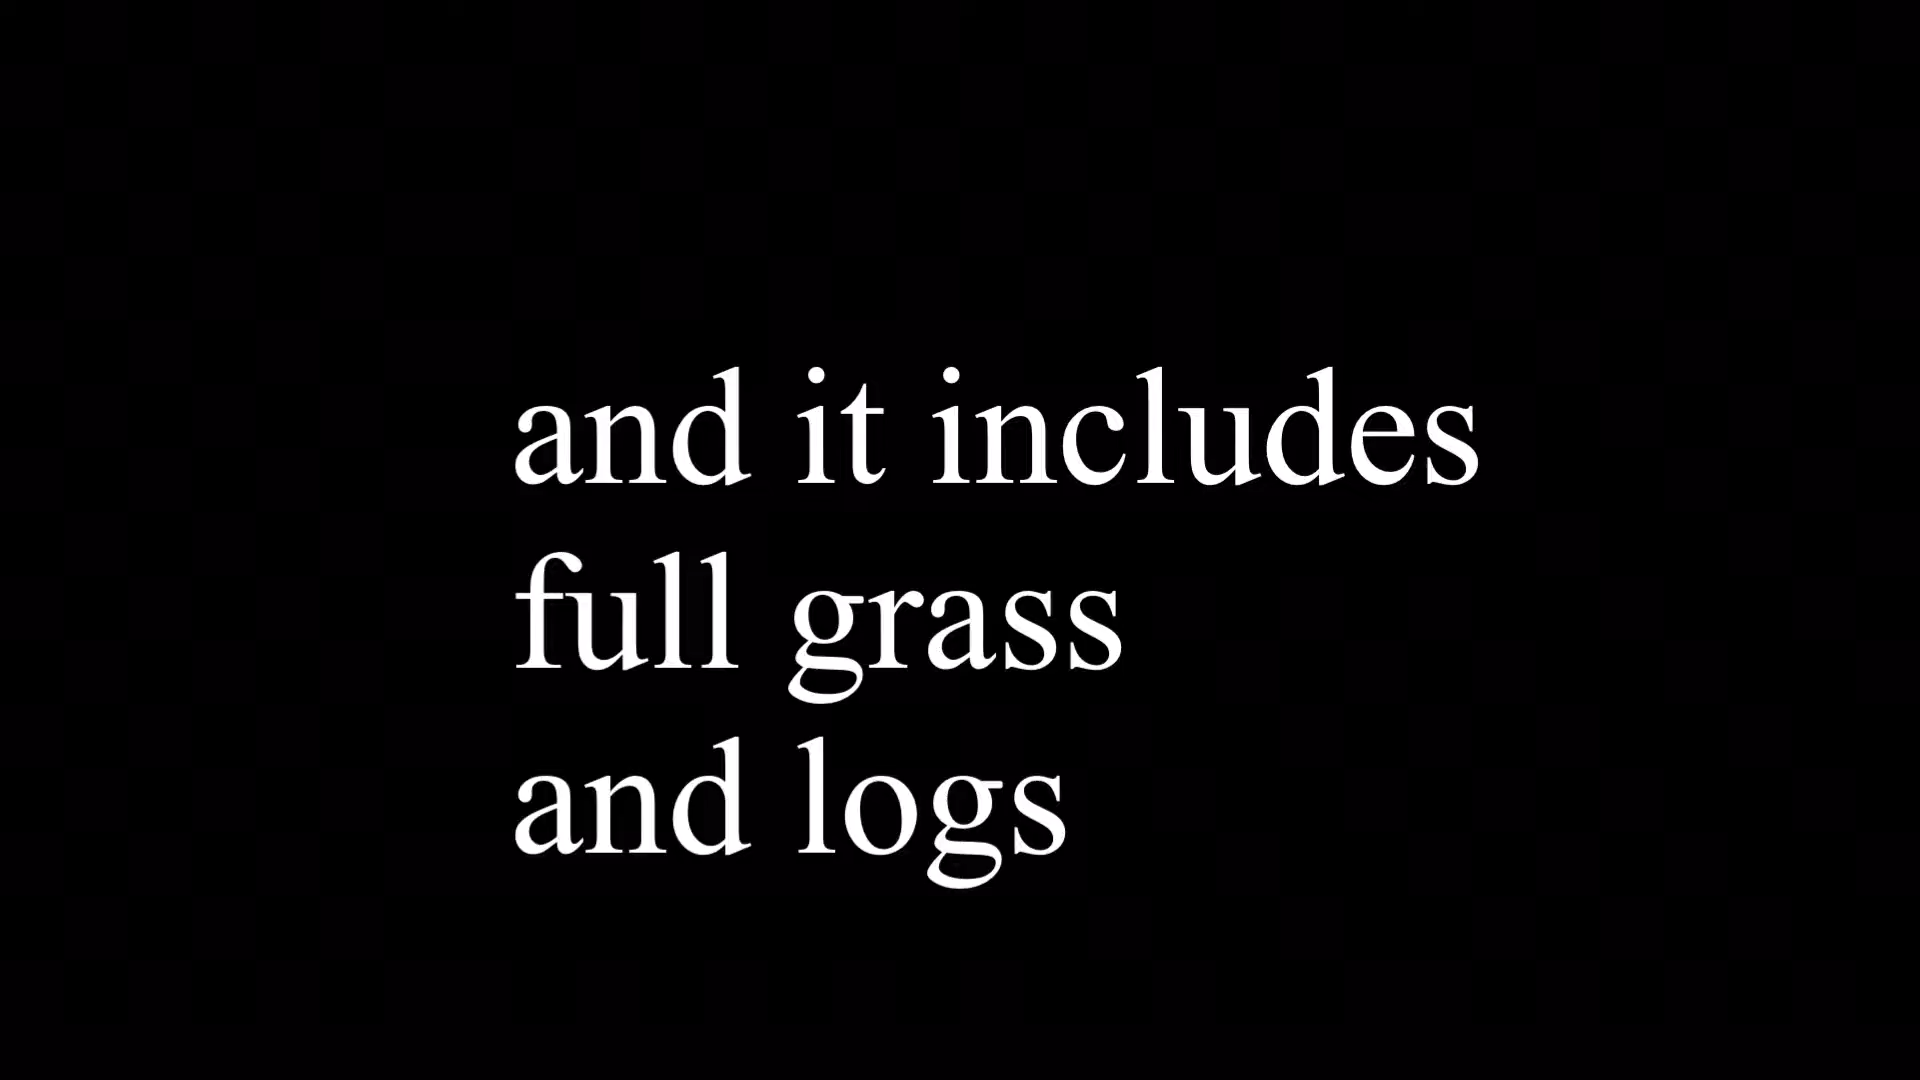 and it includes
full grass
and logs